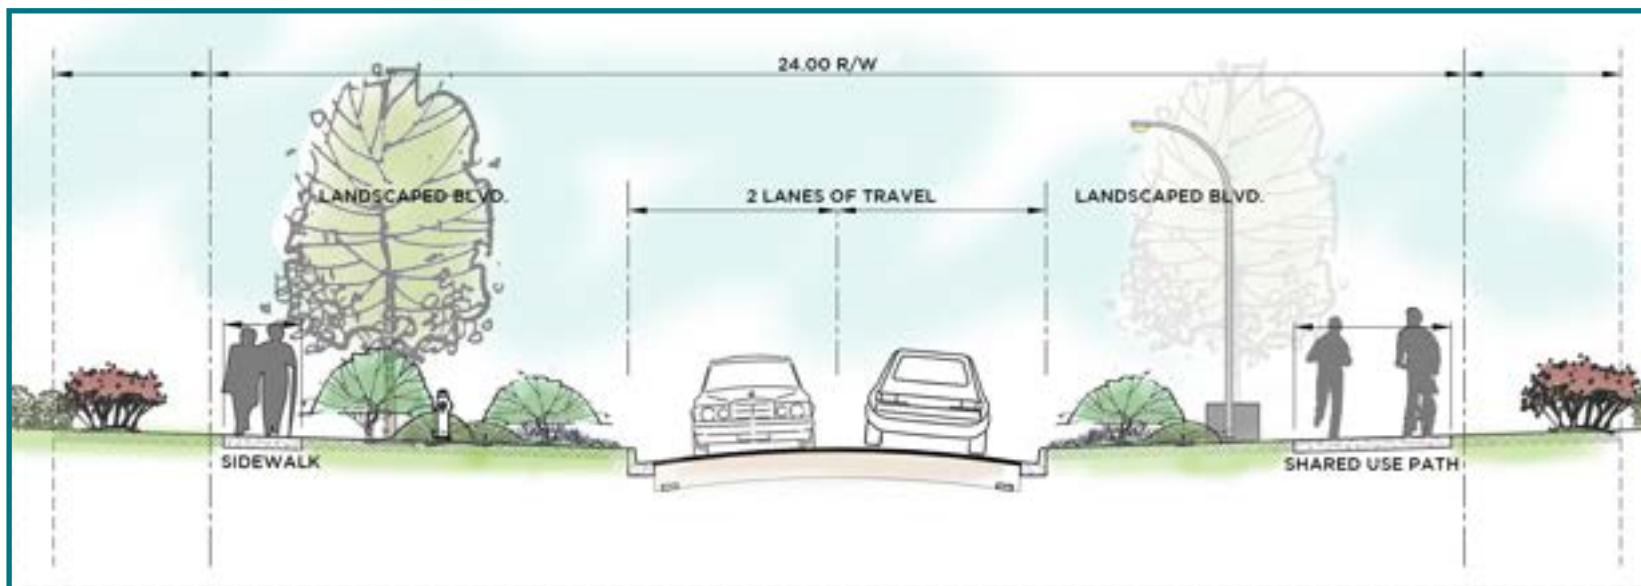 24.00 R/W
LANDSCAPED BLVD.
2 LANES OF TRAVEL
LANDSCAPED BLVD.
SIDEWALK
SHARED USE PATH